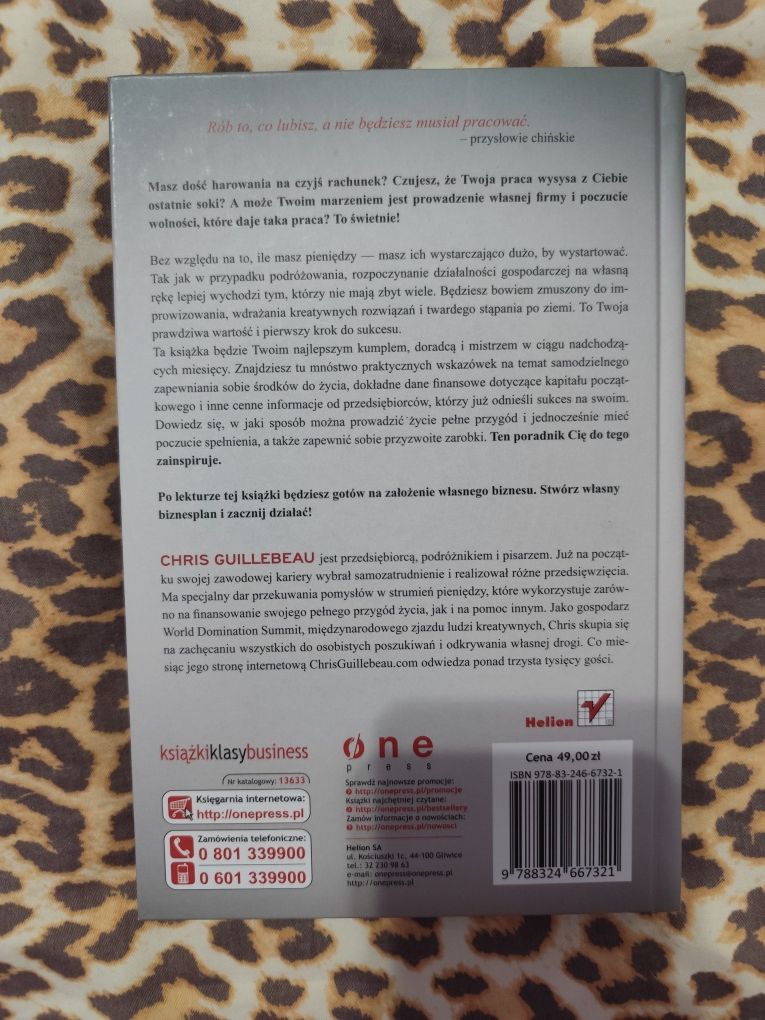 Rób to, co lubisz, a nie będziesz musiał pracować.
– przysłowie chińskie
Masz dość harowania na czyjś rachunek? Czujesz, że Twoja praca wysysa z Ciebie
ostatnie soki? A może Twoim marzeniem jest prowadzenie własnej firmy i poczucie
wolności, które daje taka praca? To świetnie!
Bez względu na to, ile masz pieniędzy — masz ich wystarczająco dużo, by wystartować.
Tak jak w przypadku podróżowania, rozpoczynanie działalności gospodarczej na własną
rękę lepiej wychodzi tym, którzy nie mają zbyt wiele. Będziesz bowiem zmuszony do im-
prowizowania, wdrażania kreatywnych rozwiązań i twardego stąpania po ziemi. To Twoja
prawdziwa wartość i pierwszy krok do sukcesu.
Ta książka będzie Twoim najlepszym kumplem, doradcą i mistrzem w ciągu nadchodzą-
cych miesięcy. Znajdziesz tu mnóstwo praktycznych wskazówek na temat samodzielnego
zapewniania sobie środków do życia, dokładne dane finansowe dotyczące kapitału począt-
kowego i inne cenne informacje od przedsiębiorców, którzy już odnieśli sukces na swoim.
Dowiedz się, w jaki sposób można prowadzić życie pełne przygód i jednocześnie mieć
poczucie spełnienia, a także zapewnić sobie przyzwoite zarobki. Ten poradnik Cię do tego
zainspiruje.
Po lekturze tej książki będziesz gotów na założenie własnego biznesu. Stwórz własny
biznesplan i zacznij działać!
CHRIS GUILLEBEAU jest przedsiębiorcą, podróżnikiem i pisarzem. Już na począt-
ku swojej zawodowej kariery wybrał samozatrudnienie i realizował różne przedsięwzięcia.
Ma specjalny dar przekuwania pomysłów w strumień pieniędzy, które wykorzystuje zarów-
no na finansowanie swojego pełnego przygód życia, jak i na pomoc innym. Jako gospodarz
World Domination Summit, międzynarodowego zjazdu ludzi kreatywnych, Chris skupia się
na zachęcaniu wszystkich do osobistych poszukiwań i odkrywania własnej drogi. Co mie-
siąc jego stronę internetową ChrisGuillebeau.com odwiedza ponad trzysta tysięcy gości.
Helion
książkiklasybusiness
Nr katalogowy: 13633
Księgarnia internetowa:
http://onepress.pl
Zamówienia telefoniczne:
0 801 339900
0 601 339900
one
press
Sprawdź najnowsze promocje:
http://onepress.pl/promocje
Książki najchętniej czytane:
http://onepress.pl/bestsellery
Zamów informacje o nowościach:
http://onepress.pl/nowosci
Helion SA
ul. Kościuszki 1c, 44-100 Gliwice
tel.: 32 230 98 63
e-mail: onepress@onepress.pl
http://onepress.pl
Cena 49,00 zł
ISBN 978-83-246-6732-1
9 788324 667321